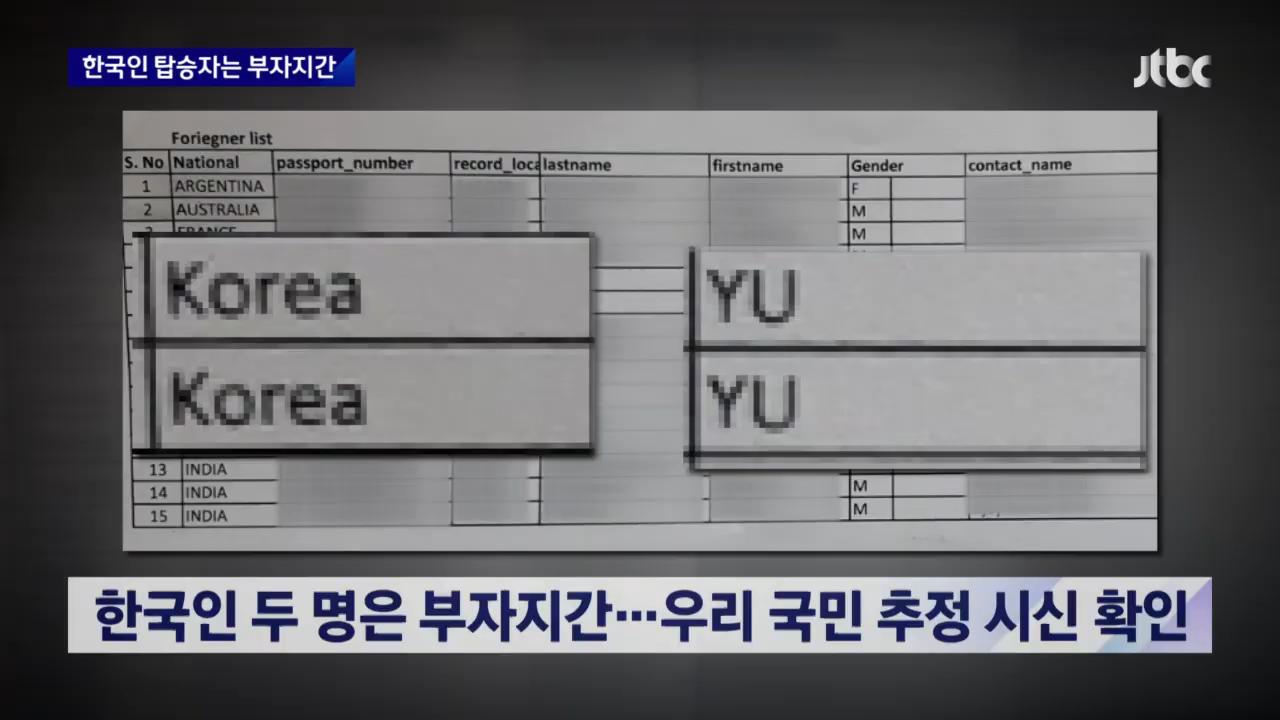 한국인 탑승자는 부자지간
jtbc
Foriegner list
S. No National passport_number record_loca lastname firstname Gender contact_name
1 ARGENTINA F
2 AUSTRALIA M
3 FRANCE M
Korea YU
Korea YU
13 INDIA
14 INDIA M
15 INDIA M
한국인 두 명은 부자지간…우리 국민 추정 시신 확인